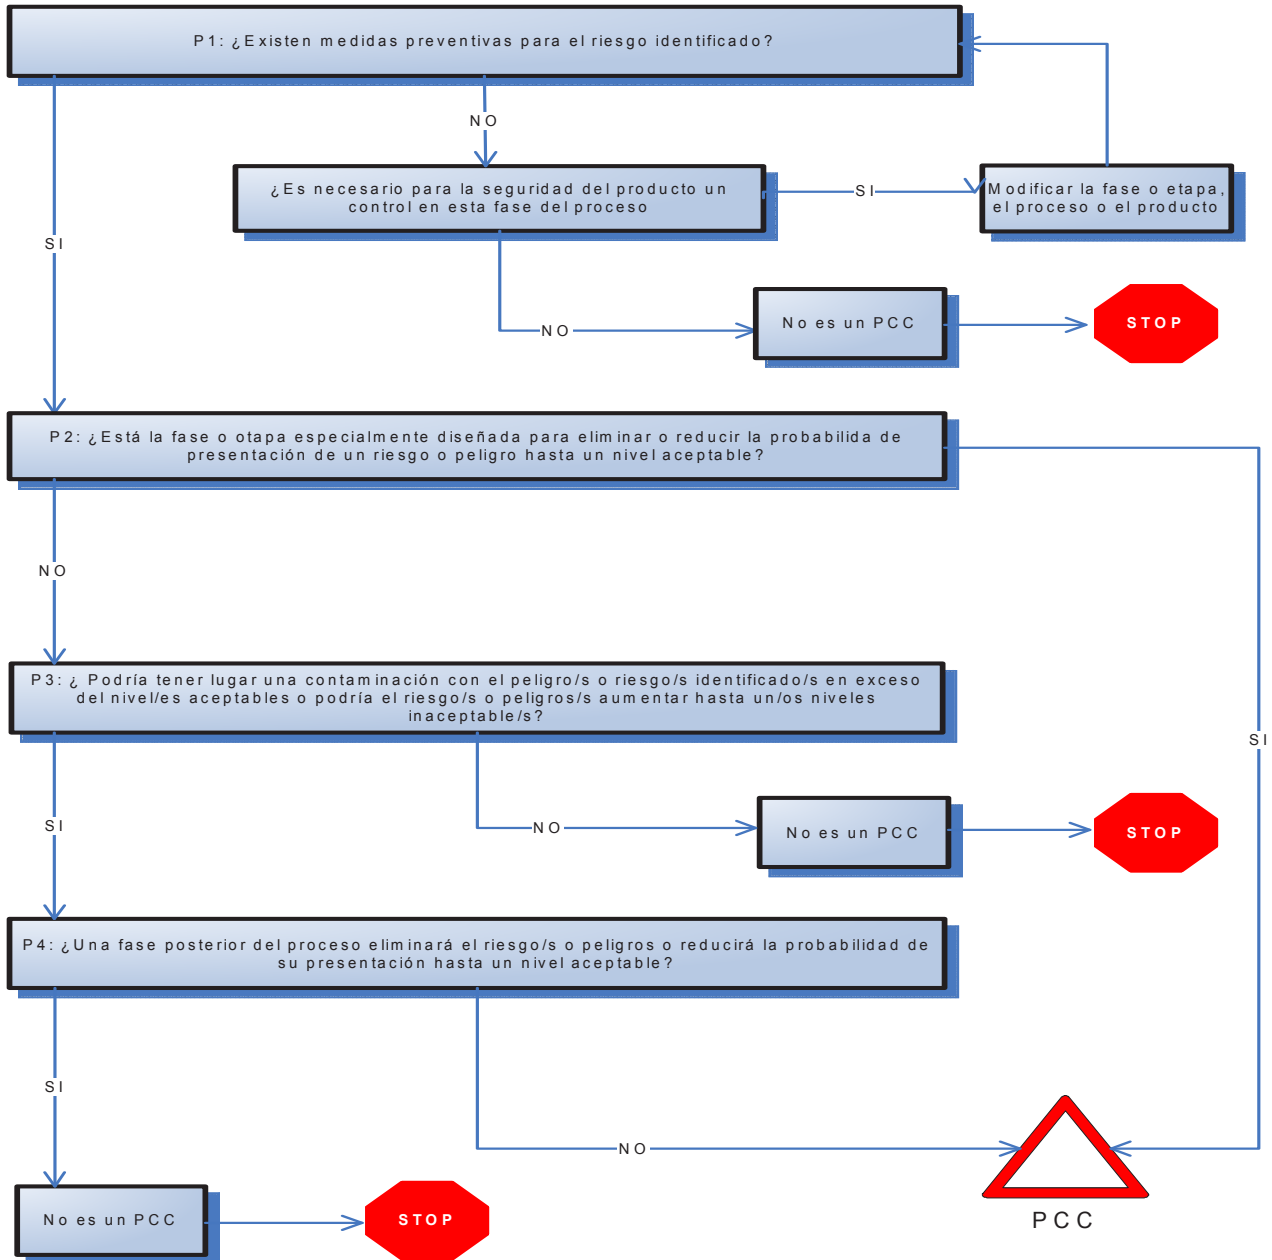 P1: ¿Existen medidas preventivas para el riesgo identificado?
NO
¿Es necesario para la seguridad del producto un
control en esta fase del proceso
SI
Modificar la fase o etapa,
el proceso o el producto
SI
NO
No es un PCC
STOP
P2: ¿Está la fase o otapa especialmente diseñada para eliminar o reducir la probabilida de
presentación de un riesgo o peligro hasta un nivel aceptable?
NO
P3: ¿ Podría tener lugar una contaminación con el peligro/s o riesgo/s identificado/s en exceso
del nivel/es aceptables o podría el riesgo/s o peligros/s aumentar hasta un/os niveles
inaceptable/s?
SI
SI
NO
No es un PCC
STOP
P4: ¿Una fase posterior del proceso eliminará el riesgo/s o peligros o reducirá la probabilidad de
su presentación hasta un nivel aceptable?
SI
NO
No es un PCC
STOP
PCC